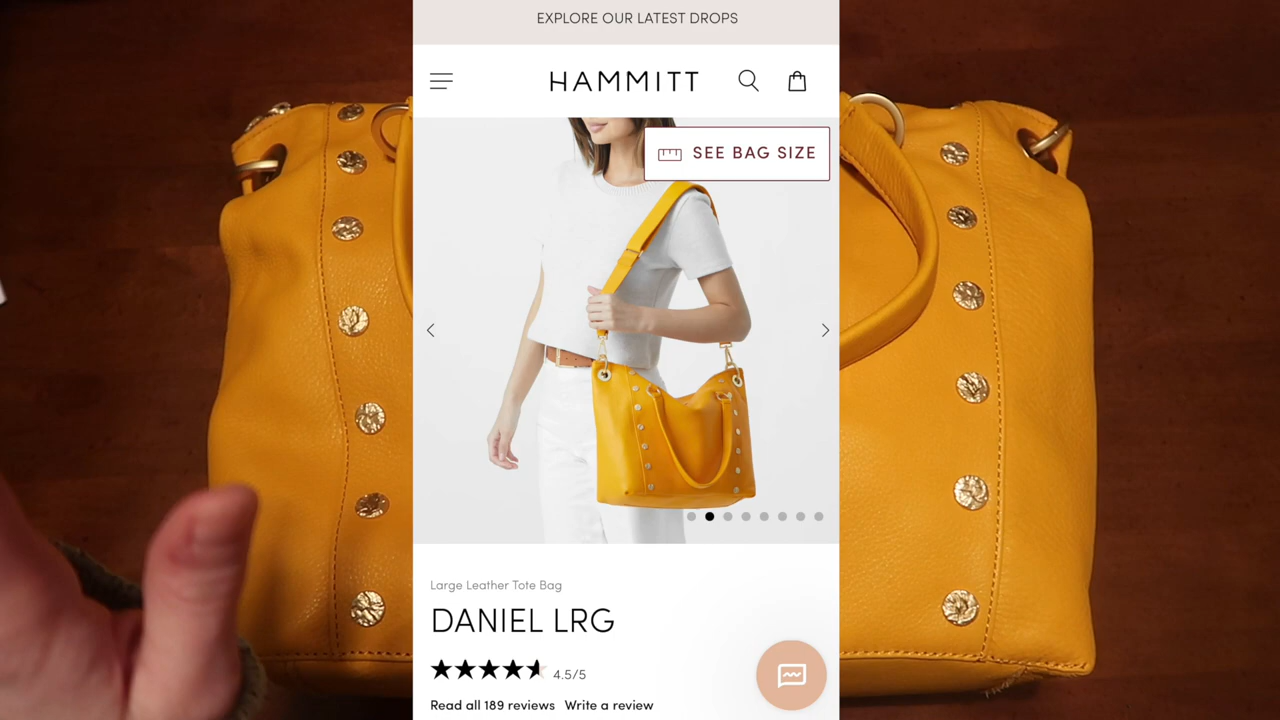 EXPLORE OUR LATEST DROPS
HAMMITT
SEE BAG SIZE
Large Leather Tote Bag
DANIEL LRG
4.5/5
Read all 189 reviews Write a review